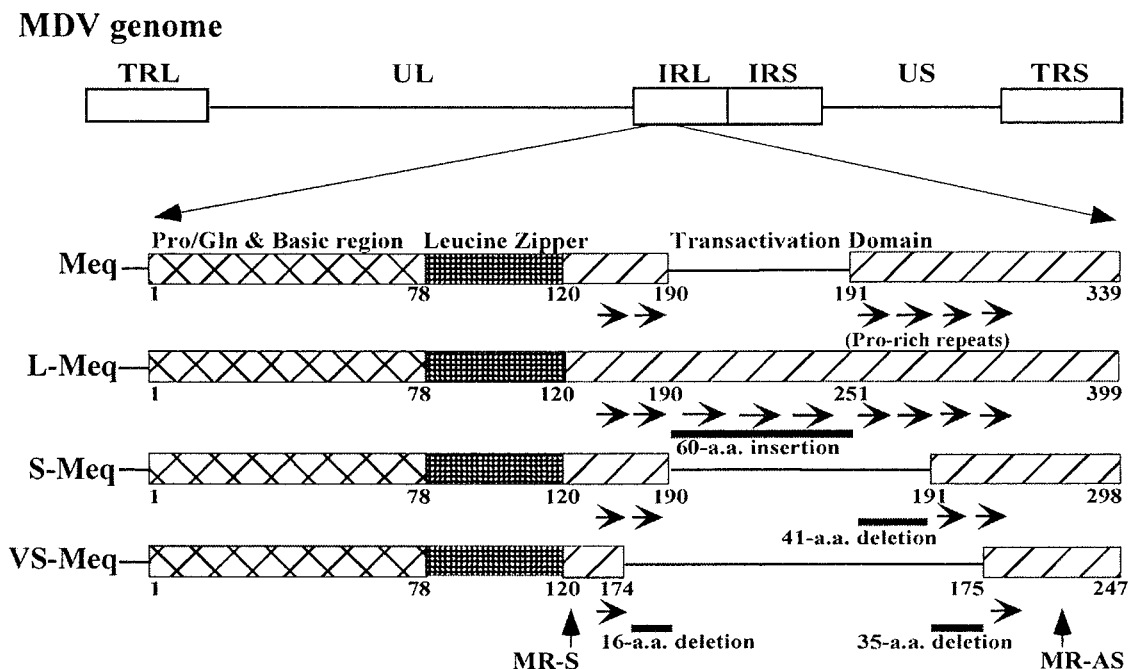 MDV genome
TRL UL IRL IRS US TRS
Pro/Gln & Basic region Leucine Zipper Transactivation Domain
Meq
1 78 120 190 191 339
(Pro-rich repeats)
L-Meq
1 78 120 190 251 399
60-a.a. insertion
S-Meq
1 78 120 190 191 298
41-a.a. deletion
VS-Meq
1 78 120 174 175 247
16-a.a. deletion 35-a.a. deletion
MR-S MR-AS